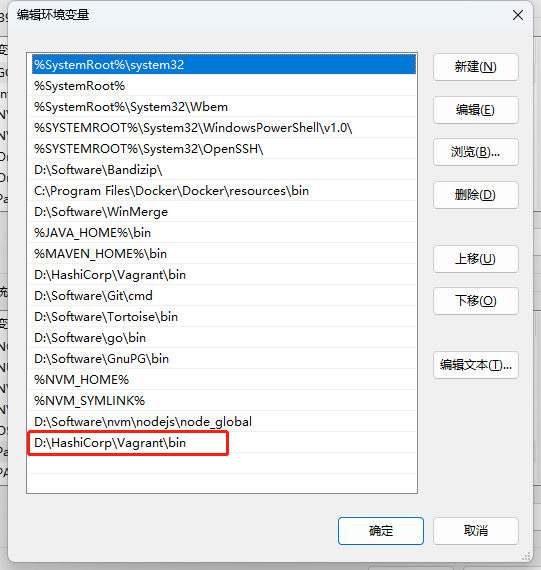 编辑环境变量
%SystemRoot%\system32
%SystemRoot%
%SystemRoot%\System32\Wbem
%SYSTEMROOT%\System32\WindowsPowerShell\v1.0\
%SYSTEMROOT%\System32\OpenSSH\
D:\Software\Bandizip\
C:\Program Files\Docker\Docker\resources\bin
D:\Software\WinMerge
%JAVA_HOME%\bin
%MAVEN_HOME%\bin
D:\HashiCorp\Vagrant\bin
D:\Software\Git\cmd
D:\Software\Tortoise\bin
D:\Software\go\bin
D:\Software\GnuPG\bin
%NVM_HOME%
%NVM_SYMLINK%
D:\Software\nvm\nodejs\node_global
D:\HashiCorp\Vagrant\bin
新建(N)
编辑(E)
浏览(B)...
删除(D)
上移(U)
下移(O)
编辑文本(T)...
确定
取消